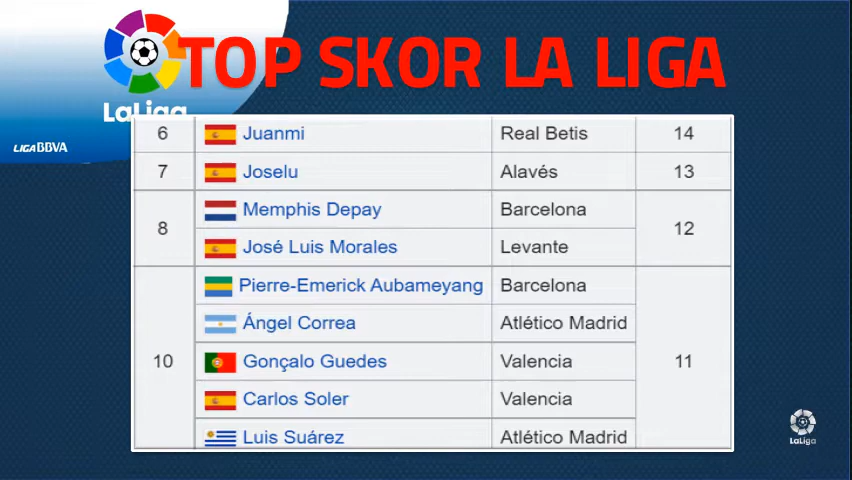 TOP SKOR LA LIGA
LaLiga
LIGA BBVA
6 Juanmi Real Betis 14
7 Joselu Alavés 13
8 Memphis Depay Barcelona 12
José Luis Morales Levante
10 Pierre-Emerick Aubameyang Barcelona 11
Ángel Correa Atlético Madrid
Gonçalo Guedes Valencia
Carlos Soler Valencia
Luis Suárez Atlético Madrid
LaLiga